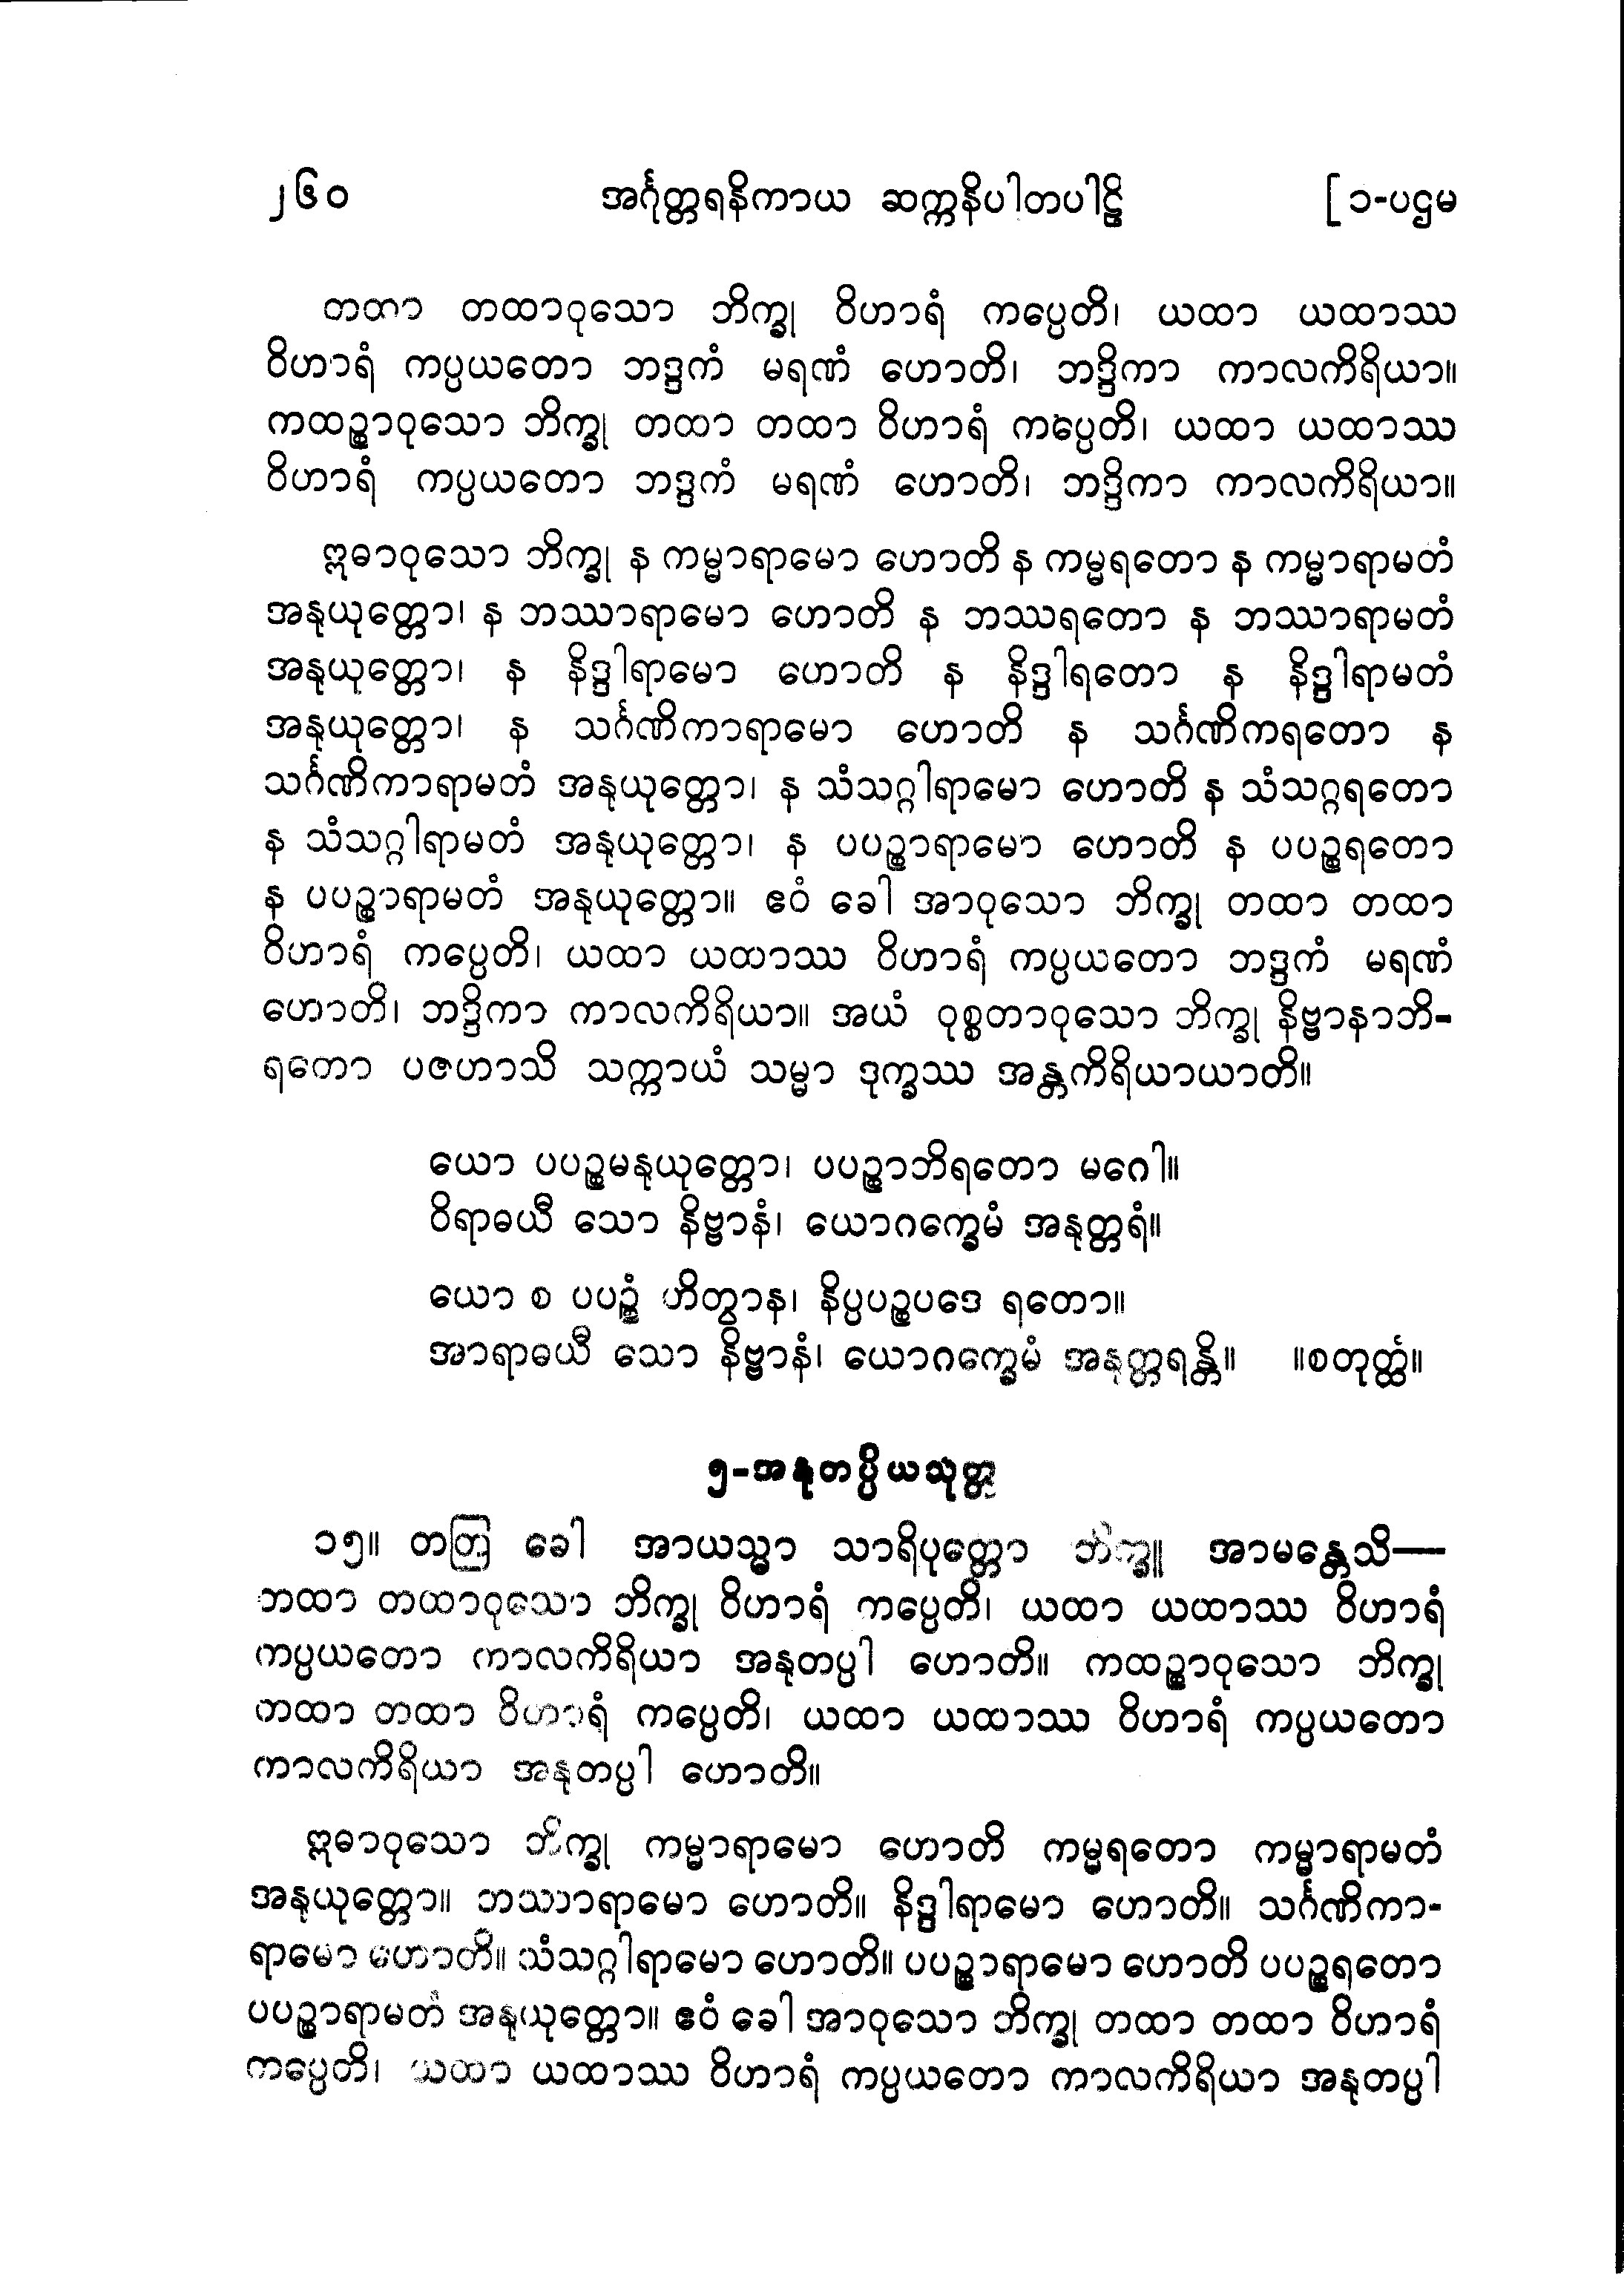 ၂၆၀ အင်္ဂုတ္တရနိကာယ ဆက္ကနိပါတပါဠိ [ ၁-ပဌမ
တထာ တထာဝုသော ဘိက္ခု ဝိဟာရံ ကပ္ပေတိ၊ ယထာ ယထာဿ
ဝိဟာရံ ကပ္ပယတော ဘဒ္ဒကံ မရဏံ ဟောတိ၊ ဘဒ္ဒိကာ ကာလကိရိယာ။
ကထဉ္စာဝုသော ဘိက္ခု တထာ တထာ ဝိဟာရံ ကပ္ပေတိ၊ ယထာ ယထာဿ
ဝိဟာရံ ကပ္ပယတော ဘဒ္ဒကံ မရဏံ ဟောတိ၊ ဘဒ္ဒိကာ ကာလကိရိယာ။
ဣဓာဝုသော ဘိက္ခု န ကမ္မာရာမော ဟောတိ န ကမ္မရတော န ကမ္မာရာမတံ
အနုယုတ္တော၊ န ဘဿာရာမော ဟောတိ န ဘဿရတော န ဘဿာရာမတံ
အနုယုတ္တော၊ န နိဒ္ဒါရာမော ဟောတိ န နိဒ္ဒါရတော န နိဒ္ဒါရာမတံ
အနုယုတ္တော၊ န သင်္ဂဏိကာရာမော ဟောတိ န သင်္ဂဏိကရတော န
သင်္ဂဏိကာရာမတံ အနုယုတ္တော၊ န သံသဂ္ဂါရာမော ဟောတိ န သံသဂ္ဂရတော
န သံသဂ္ဂါရာမတံ အနုယုတ္တော၊ န ပပဉ္စာရာမော ဟောတိ န ပပဉ္စရတော
န ပပဉ္စာရာမတံ အနုယုတ္တော။ ဧဝံ ခေါ အာဝုသော ဘိက္ခု တထာ တထာ
ဝိဟာရံ ကပ္ပေတိ၊ ယထာ ယထာဿ ဝိဟာရံ ကပ္ပယတော ဘဒ္ဒကံ မရဏံ
ဟောတိ၊ ဘဒ္ဒိကာ ကာလကိရိယာ။ အယံ ဝုစ္စတာဝုသော ဘိက္ခု နိဗ္ဗာနာဘိ-
ရတော ပဇဟာသိ သက္ကာယံ သမ္မာ ဒုက္ခဿ အန္တကိရိယာယာတိ။
ယော ပပဉ္စမနုယုတ္တော၊ ပပဉ္စာဘိရတော မဂေါ။
ဝိရာဓယီ သော နိဗ္ဗာနံ၊ ယောဂက္ခေမံ အနုတ္တရံ။
ယော စ ပပဉ္စံ ဟိတွာန၊ နိပ္ပပဉ္စပဒေ ရတော။
အာရာဓယီ သော နိဗ္ဗာနံ၊ ယောဂက္ခေမံ အနုတ္တရန္တိ။ ။စတုတ္ထံ။
၅-အနုတပ္ပိယသုတ္တ
၁၅။ တတြ ခေါ အာယသ္မာ သာရိပုတ္တော ဘိက္ခူ အာမန္တေသိ—
တထာ တထာဝုသော ဘိက္ခု ဝိဟာရံ ကပ္ပေတိ၊ ယထာ ယထာဿ ဝိဟာရံ
ကပ္ပယတော ကာလကိရိယာ အနုတပ္ပါ ဟောတိ။ ကထဉ္စာဝုသော ဘိက္ခု
တထာ တထာ ဝိဟာရံ ကပ္ပေတိ၊ ယထာ ယထာဿ ဝိဟာရံ ကပ္ပယတော
ကာလကိရိယာ အနုတပ္ပါ ဟောတိ။
ဣဓာဝုသော ဘိက္ခု ကမ္မာရာမော ဟောတိ ကမ္မရတော ကမ္မာရာမတံ
အနုယုတ္တော။ ဘဿာရာမော ဟောတိ။ နိဒ္ဒါရာမော ဟောတိ။ သင်္ဂဏိကာ-
ရာမော ဟောတိ။ သံသဂ္ဂါရာမော ဟောတိ။ ပပဉ္စာရာမော ဟောတိ ပပဉ္စရတော
ပပဉ္စာရာမတံ အနုယုတ္တော။ ဧဝံ ခေါ အာဝုသော ဘိက္ခု တထာ တထာ ဝိဟာရံ
ကပ္ပေတိ၊ ယထာ ယထာဿ ဝိဟာရံ ကပ္ပယတော ကာလကိရိယာ အနုတပ္ပါ